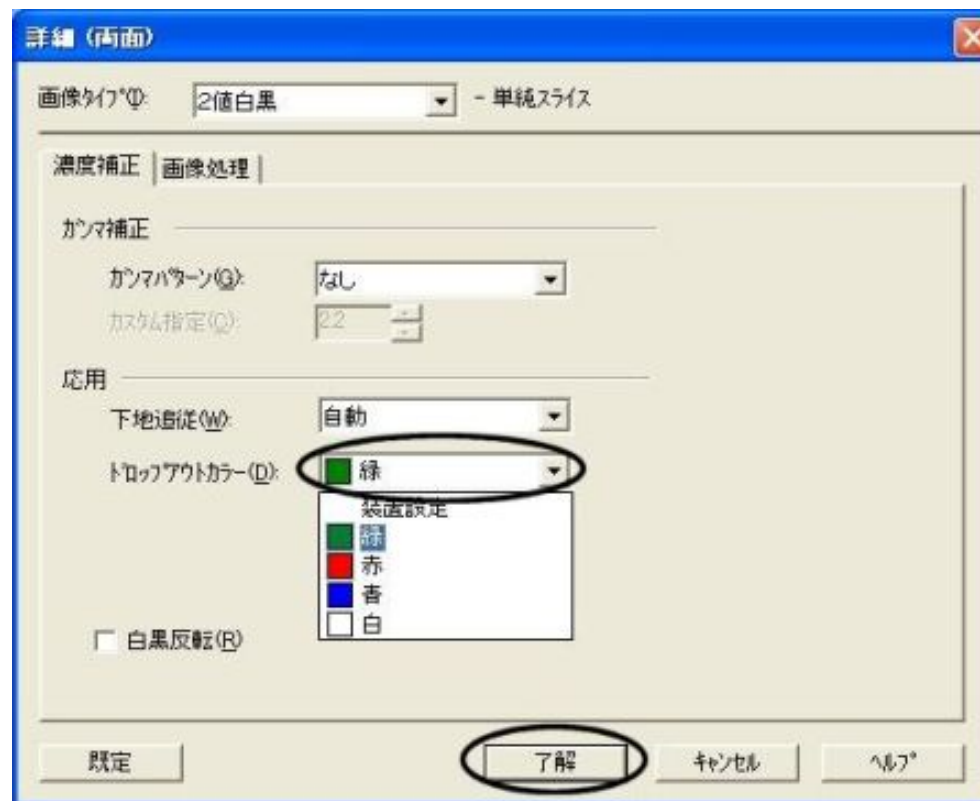 詳細（両面）
画像ﾀｲﾌﾟ(I): 2値白黒 - 単純ｽﾗｲｽ
濃度補正 画像処理
ｶﾞﾝﾏ補正
ｶﾞﾝﾏﾊﾟﾀｰﾝ(G): なし
ｶｽﾀﾑ指定(C): 2.2
応用
下地追従(W): 自動
ﾄﾞﾛｯﾌﾟｱｳﾄｶﾗｰ(D): 緑
装置設定
緑
赤
青
白
白黒反転(R)
既定 了解 ｷｬﾝｾﾙ ﾍﾙﾌﾟ